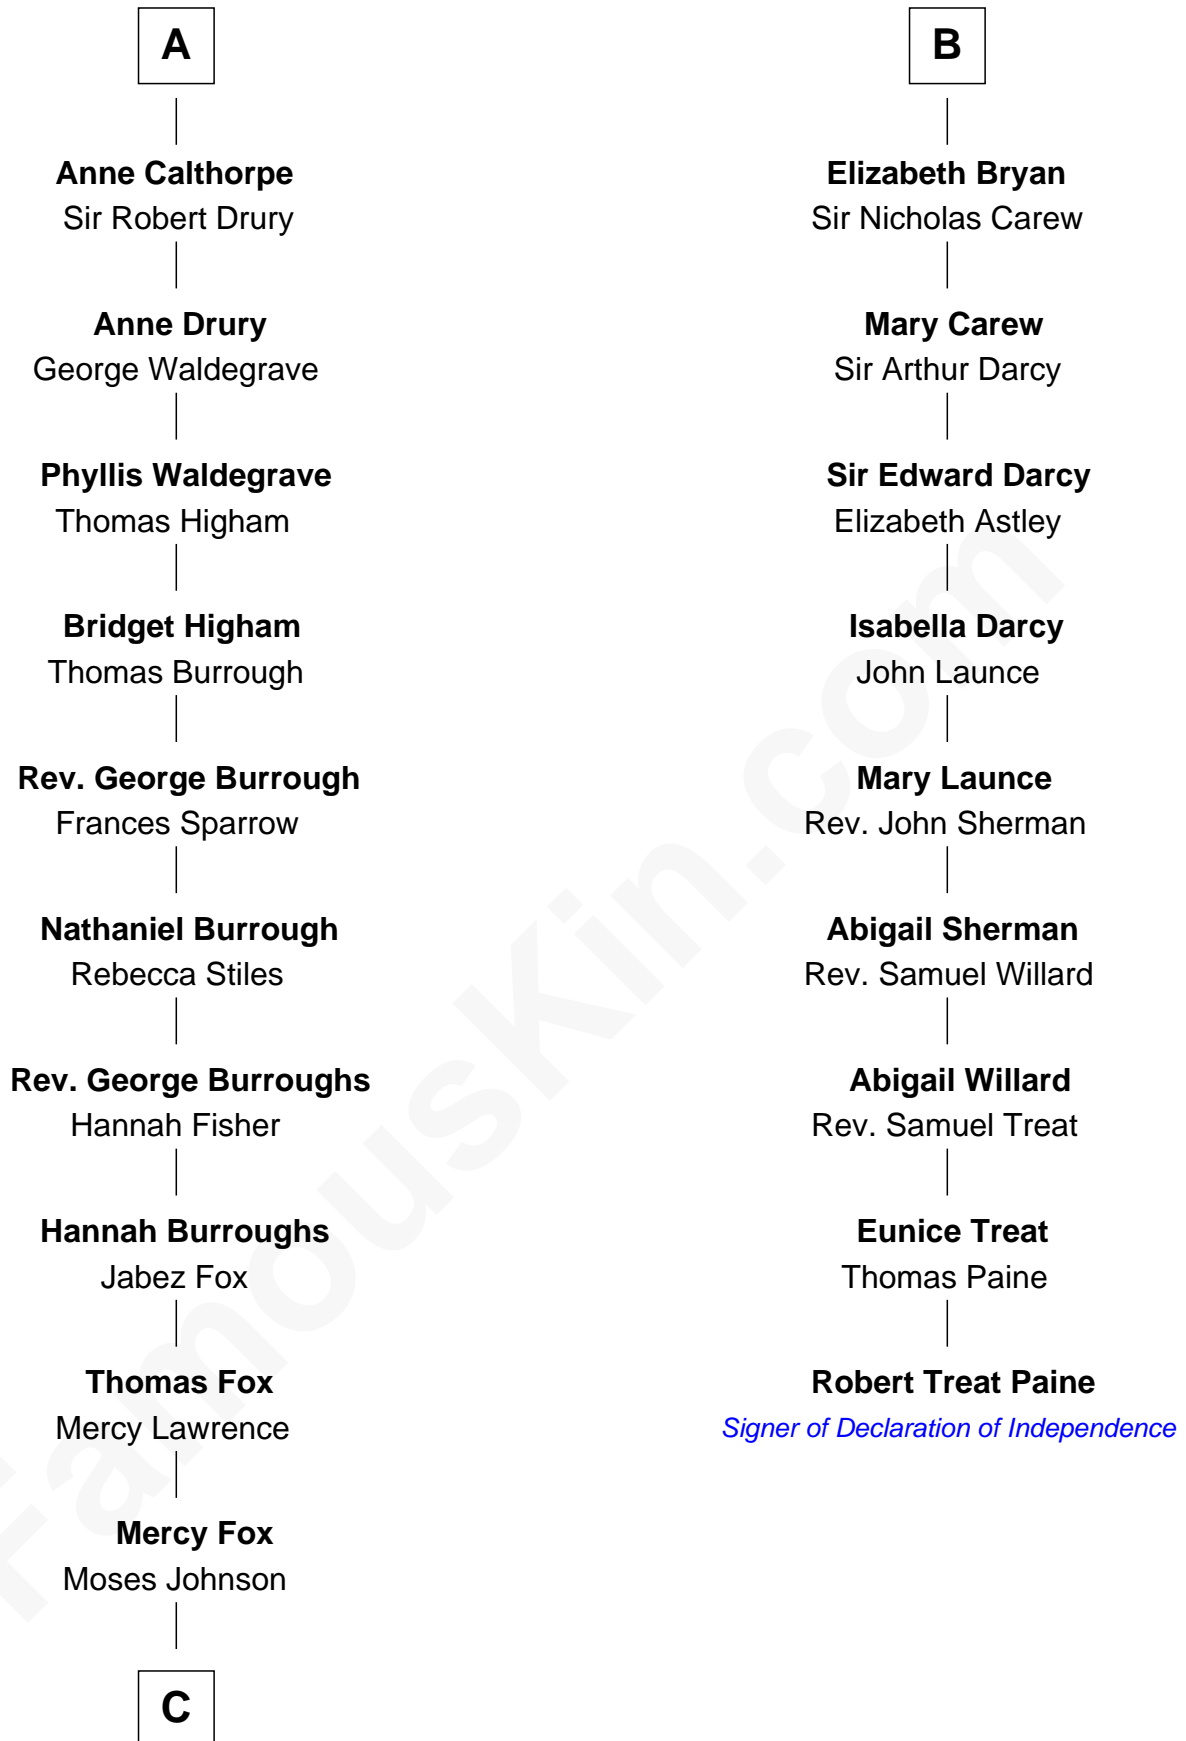 A
Anne Calthorpe
Sir Robert Drury
Anne Drury
George Waldegrave
Phyllis Waldegrave
Thomas Higham
Bridget Higham
Thomas Burrough
Rev. George Burrough
Frances Sparrow
Nathaniel Burrough
Rebecca Stiles
Rev. George Burroughs
Hannah Fisher
Hannah Burroughs
Jabez Fox
Thomas Fox
Mercy Lawrence
Mercy Fox
Moses Johnson
C
B
Elizabeth Bryan
Sir Nicholas Carew
Mary Carew
Sir Arthur Darcy
Sir Edward Darcy
Elizabeth Astley
Isabella Darcy
John Launce
Mary Launce
Rev. John Sherman
Abigail Sherman
Rev. Samuel Willard
Abigail Willard
Rev. Samuel Treat
Eunice Treat
Thomas Paine
Robert Treat Paine
Signer of Declaration of Independence
FamousKin.com